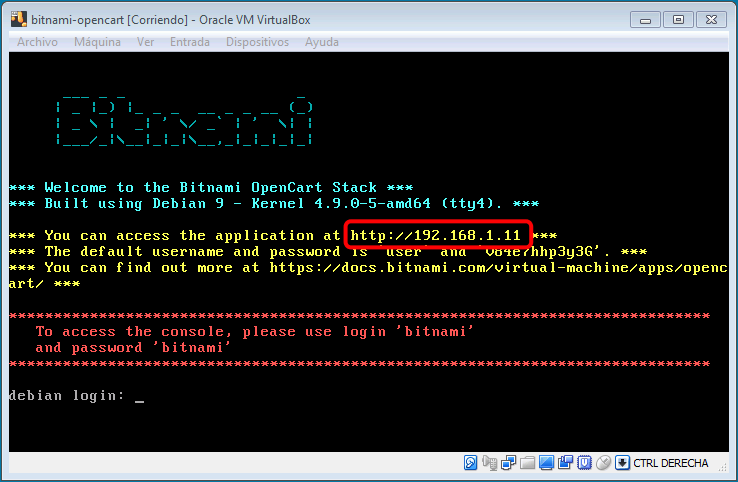 bitnami-opencart [Corriendo] - Oracle VM VirtualBox
Archivo Máquina Ver Entrada Dispositivos Ayuda
Bitnami
*** Welcome to the Bitnami OpenCart Stack ***
*** Built using Debian 9 - Kernel 4.9.0-5-amd64 (tty4). ***
*** You can access the application at http://192.168.1.11 ***
*** The default username and password is 'user' and 'V84e7hhp3y3G'. ***
*** You can find out more at https://docs.bitnami.com/virtual-machine/apps/openc
art/ ***
*******************************************************************************
To access the console, please use login 'bitnami'
and password 'bitnami'
*******************************************************************************
debian login: _
CTRL DERECHA